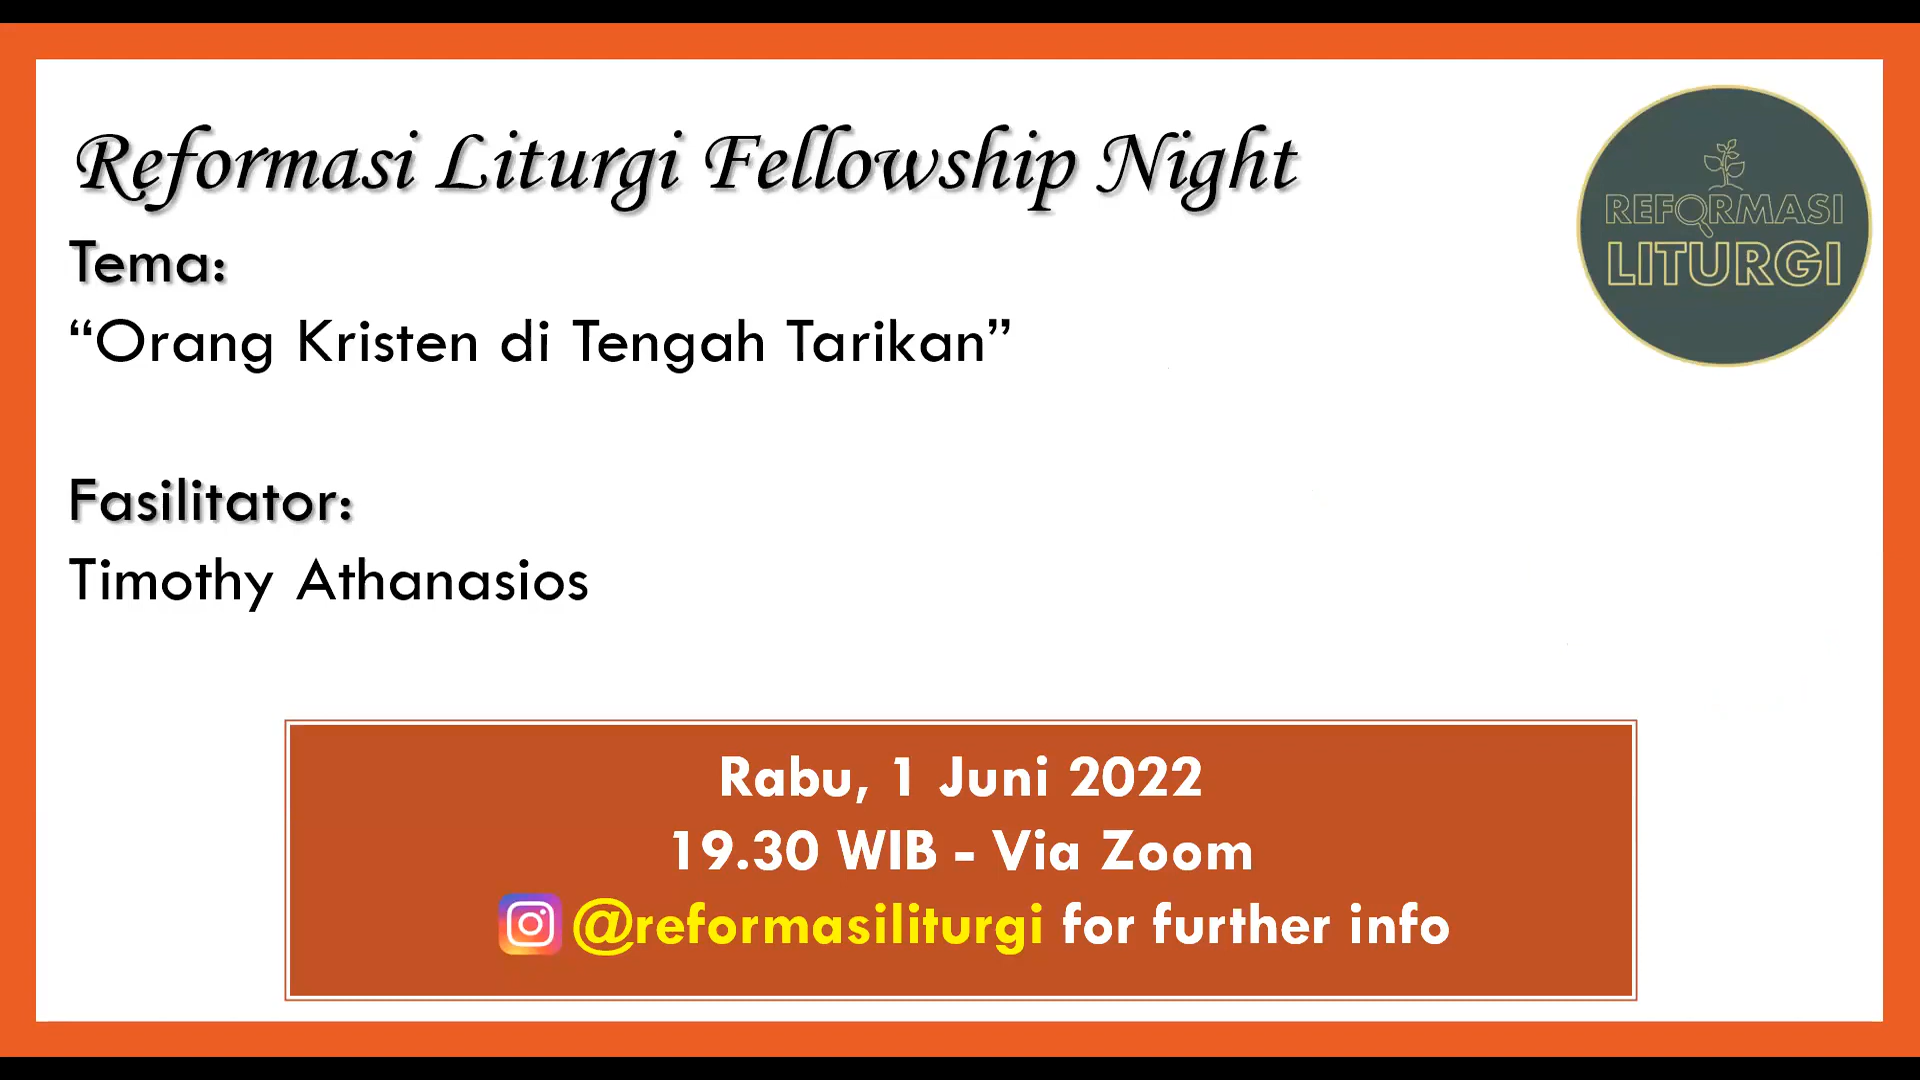 Reformasi Liturgi Fellowship Night
REFORMASI
LITURGI
Tema:
“Orang Kristen di Tengah Tarikan”
Fasilitator:
Timothy Athanasios
Rabu, 1 Juni 2022
19.30 WIB - Via Zoom
@reformasiliturgi for further info